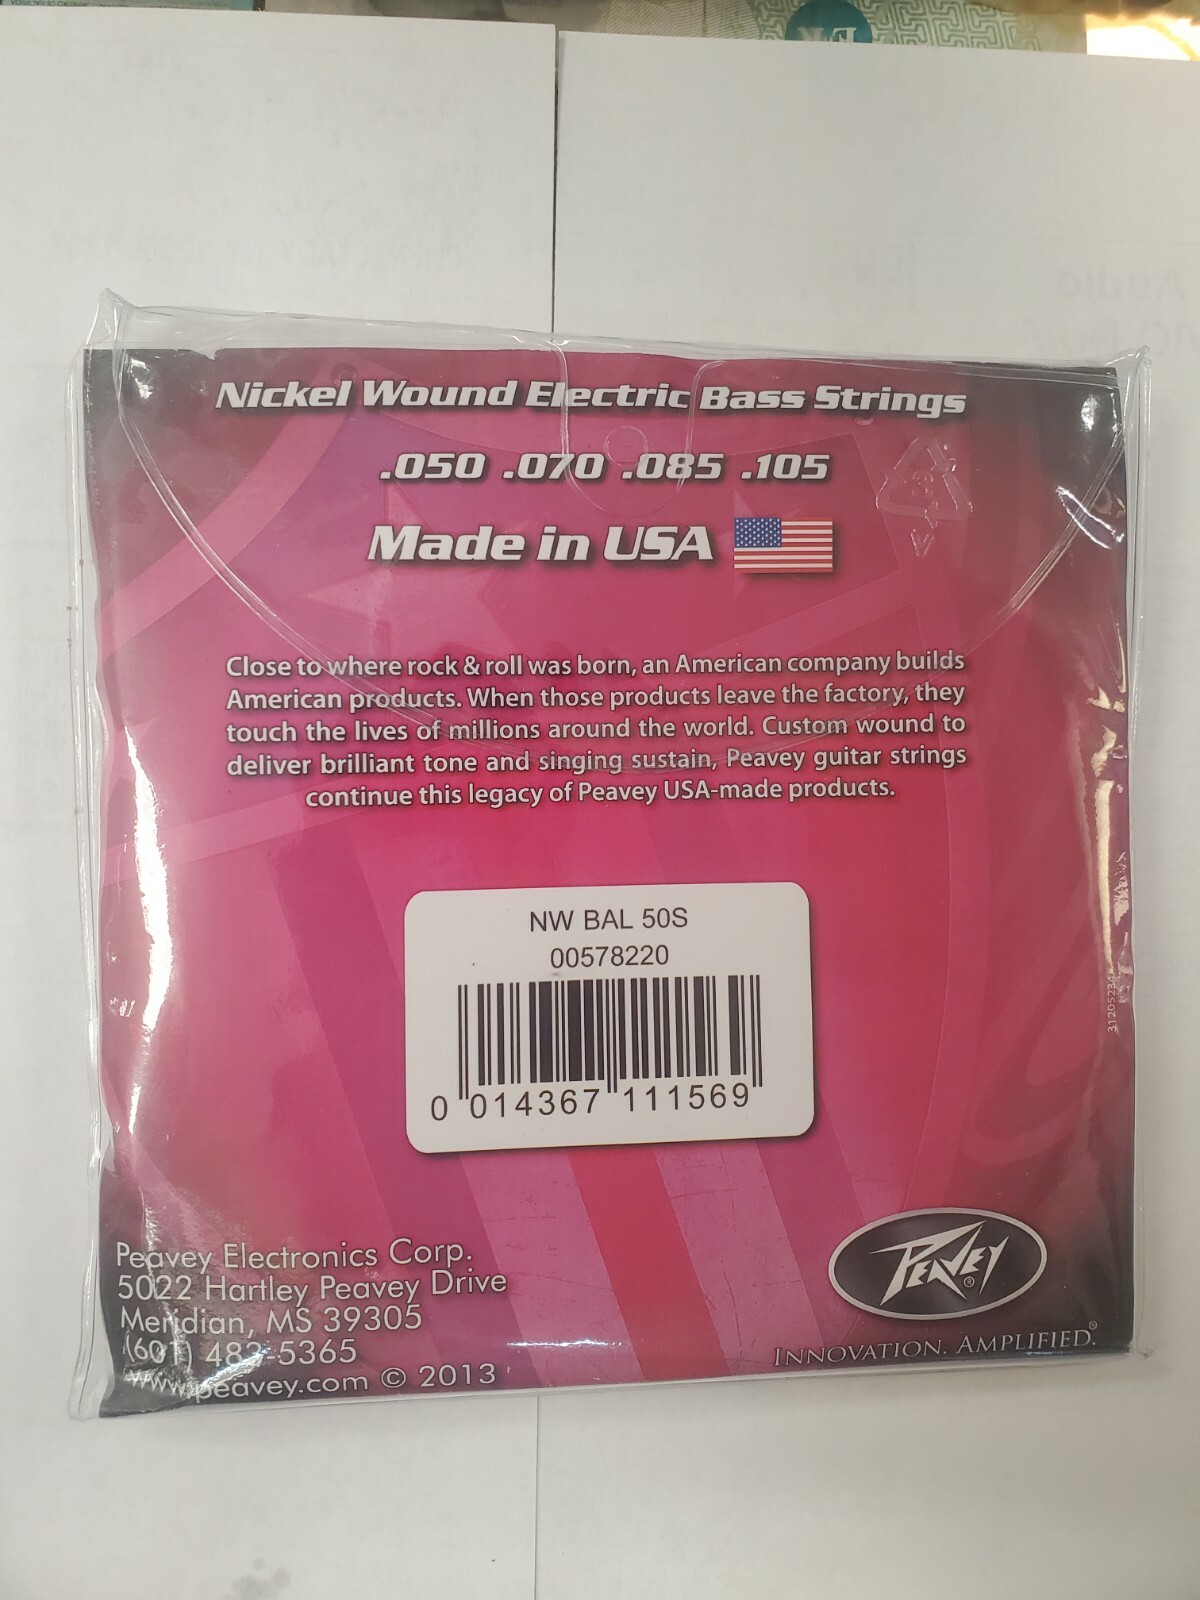 Nickel Wound Electric Bass Strings
.050 .070 .085 .105
Made in USA
Close to where rock & roll was born, an American company builds
American products. When those products leave the factory, they
touch the lives of millions around the world. Custom wound to
deliver brilliant tone and singing sustain, Peavey guitar strings
continue this legacy of Peavey USA-made products.
NW BAL 50S
00578220
0 014367 111569
Peavey Electronics Corp.
5022 Hartley Peavey Drive
Meridian, MS 39305
(601) 483-5365
www.peavey.com © 2013
PEAVEY®
INNOVATION. AMPLIFIED.®